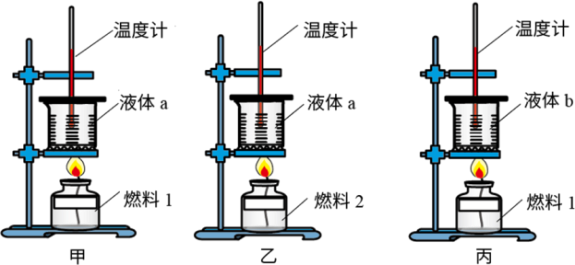 温度计
液体 a
燃料 1
甲
温度计
液体 a
燃料 2
乙
温度计
液体 b
燃料 1
丙